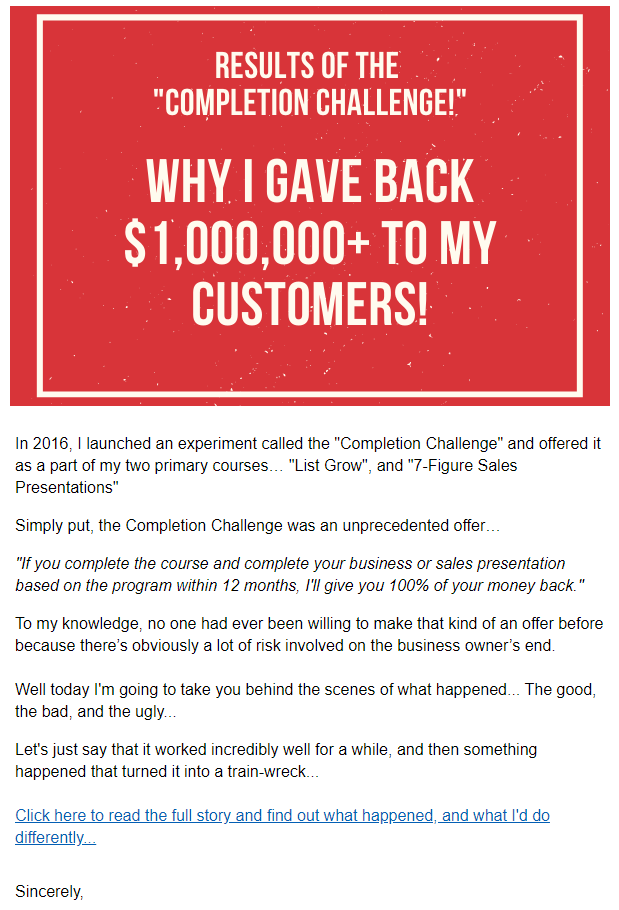 RESULTS OF THE
"COMPLETION CHALLENGE!"
WHY I GAVE BACK
$1,000,000+ TO MY
CUSTOMERS!
In 2016, I launched an experiment called the "Completion Challenge" and offered it
as a part of my two primary courses… "List Grow", and "7-Figure Sales
Presentations"
Simply put, the Completion Challenge was an unprecedented offer…
"If you complete the course and complete your business or sales presentation
based on the program within 12 months, I'll give you 100% of your money back."
To my knowledge, no one had ever been willing to make that kind of an offer before
because there’s obviously a lot of risk involved on the business owner’s end.
Well today I'm going to take you behind the scenes of what happened... The good,
the bad, and the ugly...
Let's just say that it worked incredibly well for a while, and then something
happened that turned it into a train-wreck...
Click here to read the full story and find out what happened, and what I'd do
differently...
Sincerely,